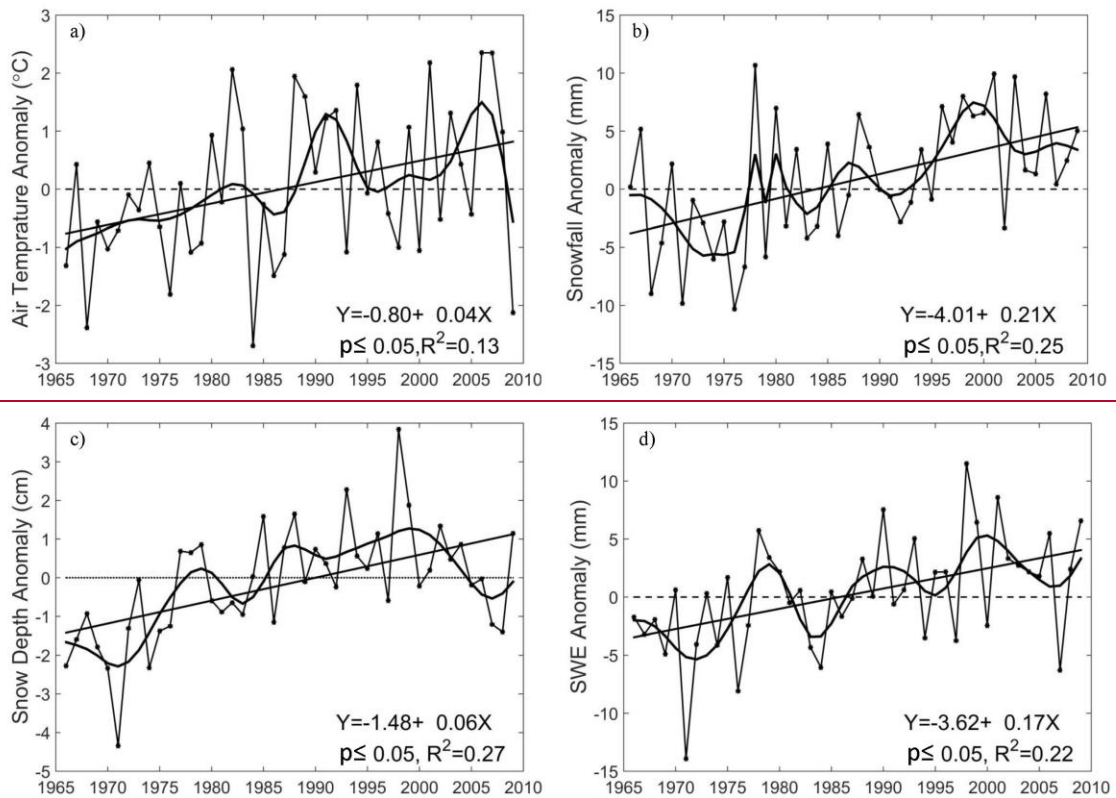 a)
Air Temprature Anomaly (°C)
3
2
1
0
-1
-2
-3
Y=-0.80+ 0.04X
p≤ 0.05,R²=0.13
1965 1970 1975 1980 1985 1990 1995 2000 2005 2010
b)
Snowfall Anomaly (mm)
15
10
5
0
-5
-10
-15
Y=-4.01+ 0.21X
p≤ 0.05,R²=0.25
1965 1970 1975 1980 1985 1990 1995 2000 2005 2010
c)
Snow Depth Anomaly (cm)
4
3
2
1
0
-1
-2
-3
-4
-5
Y=-1.48+ 0.06X
p≤ 0.05, R²=0.27
1965 1970 1975 1980 1985 1990 1995 2000 2005 2010
d)
SWE Anomaly (mm)
15
10
5
0
-5
-10
-15
Y=-3.62+ 0.17X
p≤ 0.05, R²=0.22
1965 1970 1975 1980 1985 1990 1995 2000 2005 2010